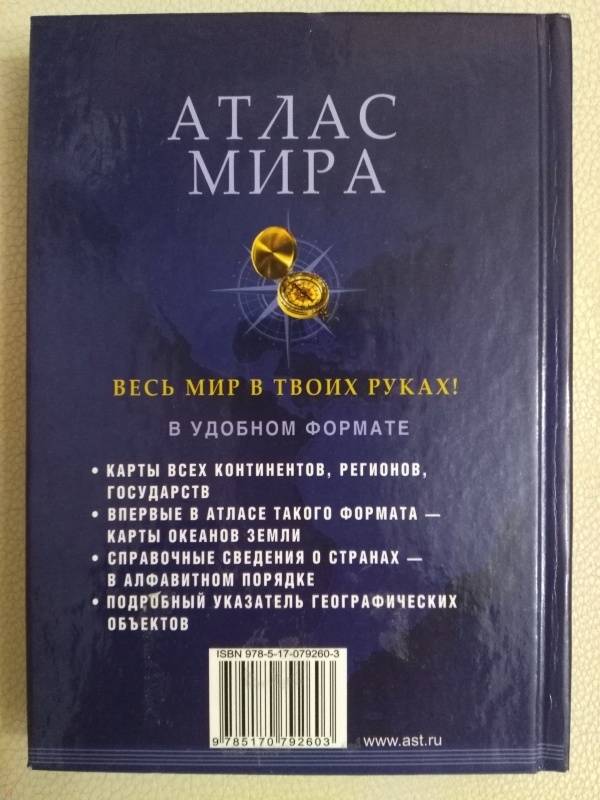 АТЛАС
МИРА
ВЕСЬ МИР В ТВОИХ РУКАХ!
В УДОБНОМ ФОРМАТЕ
• КАРТЫ ВСЕХ КОНТИНЕНТОВ, РЕГИОНОВ,
ГОСУДАРСТВ
• ВПЕРВЫЕ В АТЛАСЕ ТАКОГО ФОРМАТА —
КАРТЫ ОКЕАНОВ ЗЕМЛИ
• СПРАВОЧНЫЕ СВЕДЕНИЯ О СТРАНАХ —
В АЛФАВИТНОМ ПОРЯДКЕ
• ПОДРОБНЫЙ УКАЗАТЕЛЬ ГЕОГРАФИЧЕСКИХ
ОБЪЕКТОВ
ISBN 978-5-17-079260-3
9 785170 792603
www.ast.ru